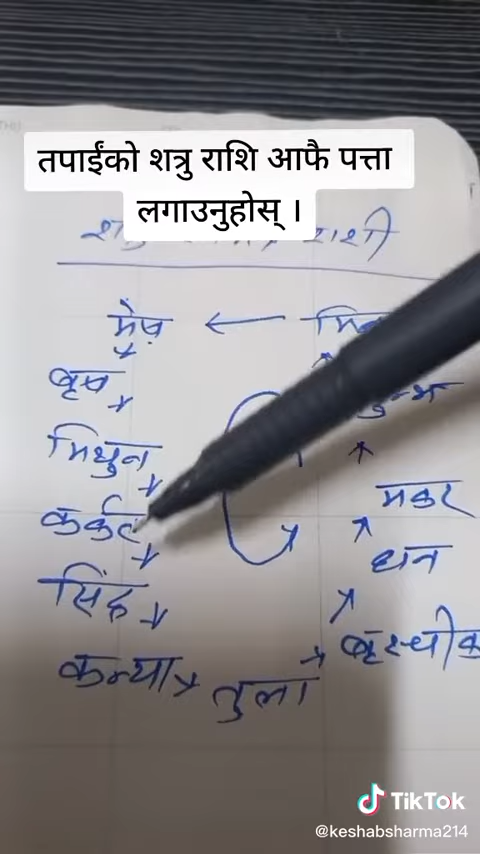 तपाईंको शत्रु राशि आफै पत्ता
लगाउनुहोस् ।
राशी
मेष
बृष
मिथुन
कर्कट
सिंह
कन्या
तुला
बृस्चीक
धन
मकर
TikTok
@keshabsharma214